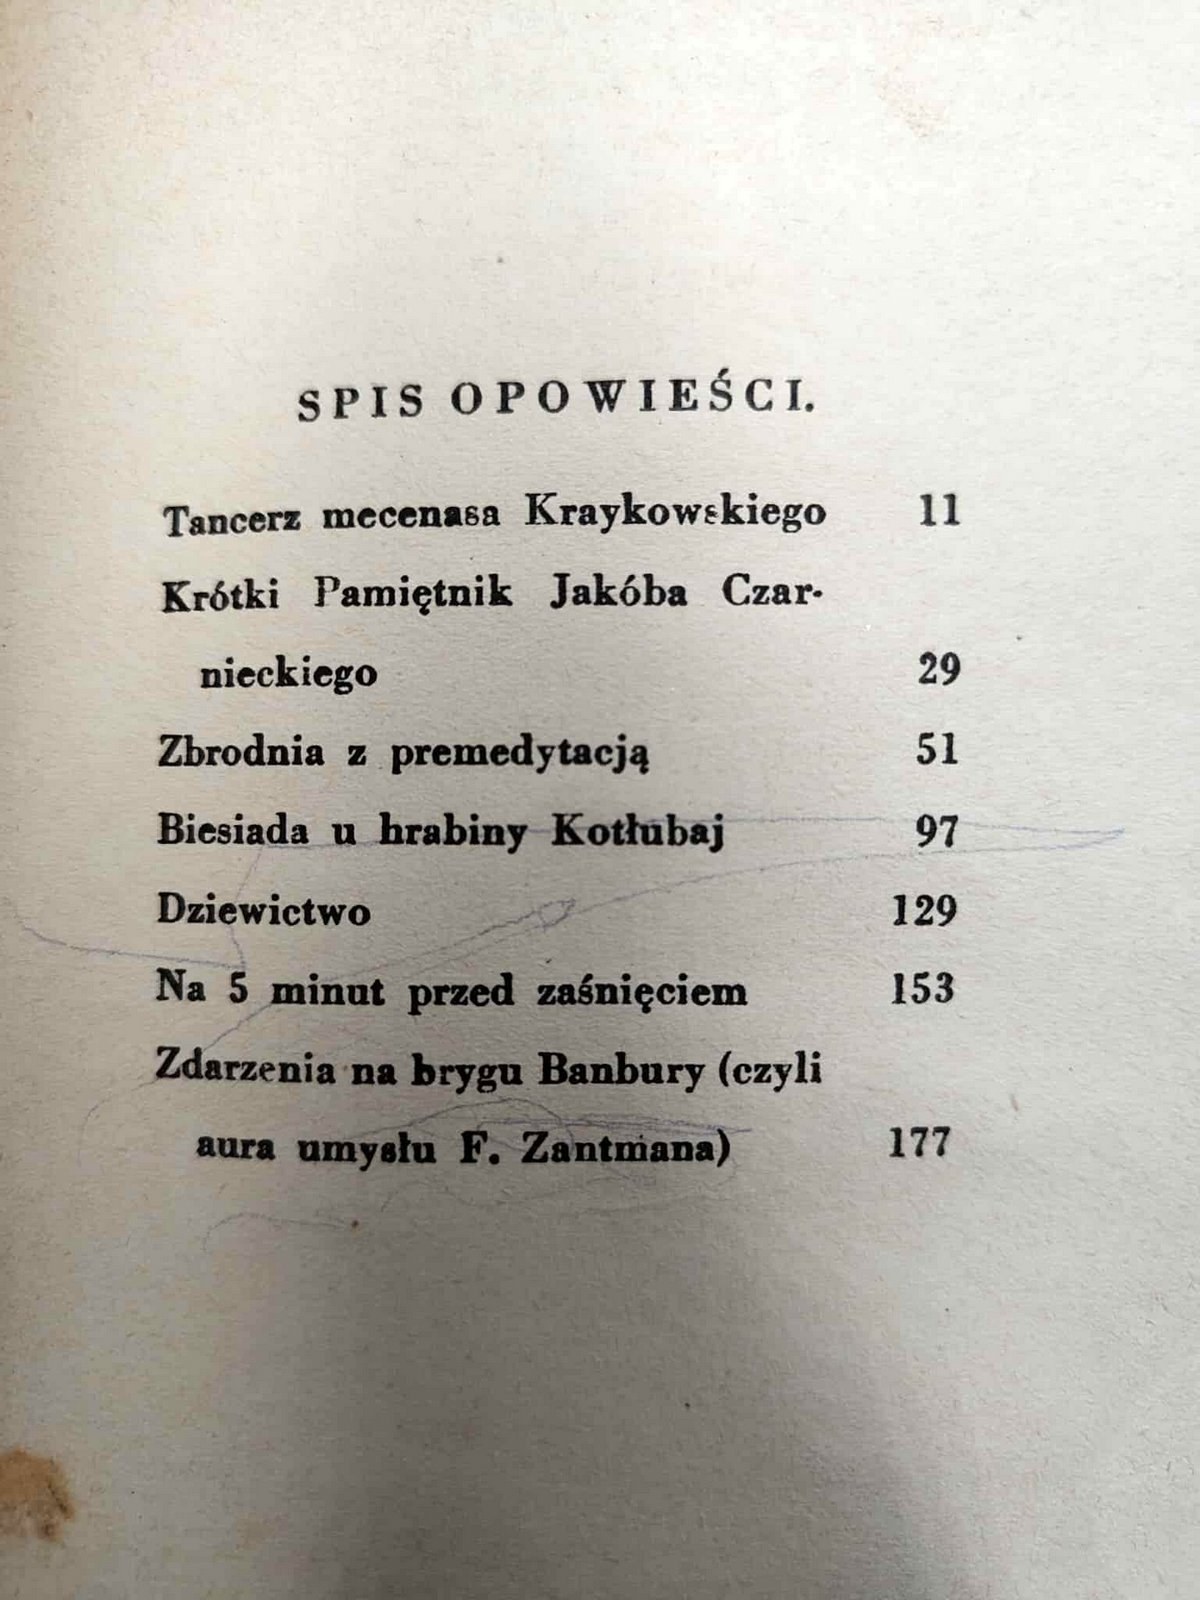 SPIS OPOWIEŚCI.
Tancerz mecenasa Kraykowskiego 11
Krótki Pamiętnik Jakóba Czar-
nieckiego 29
Zbrodnia z premedytacją 51
Biesiada u hrabiny Kotłubaj 97
Dziewictwo 129
Na 5 minut przed zaśnięciem 153
Zdarzenia na brygu Banbury (czyli
aura umysłu F. Zantmana) 177